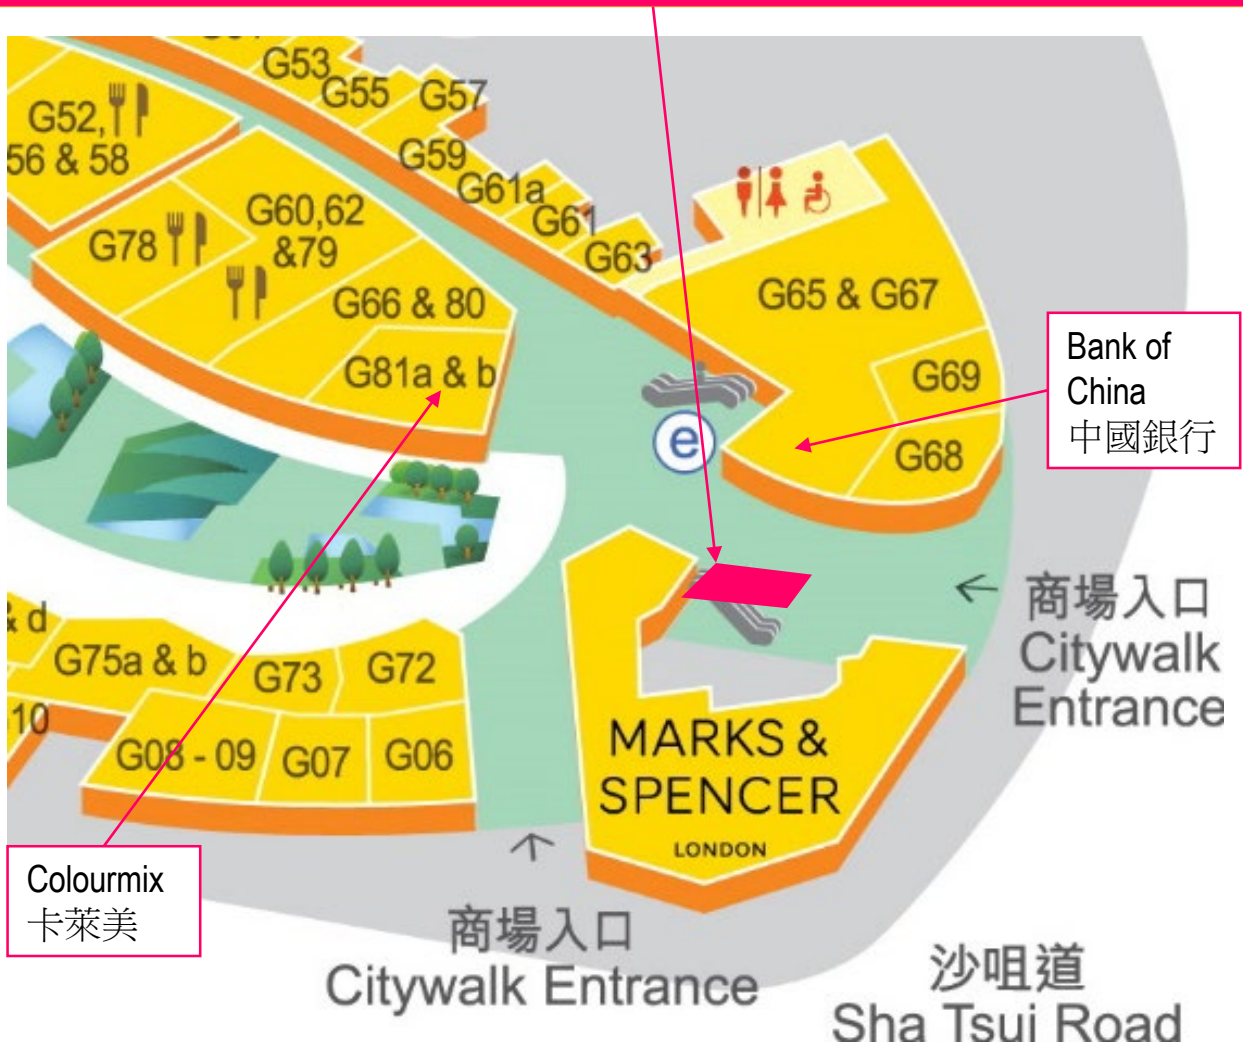 G53
G55
G57
G52,
56 & 58
G59
G61a
G61
G63
G60,62
&79
G78
G66 & 80
G81a & b
G65 & G67
G69
G68
Bank of
China
中國銀行
e
& d
G75a & b
G73
G72
10
G08 - 09
G07
G06
MARKS &
SPENCER
LONDON
商場入口
Citywalk
Entrance
Colourmix
卡萊美
商場入口
Citywalk Entrance
沙咀道
Sha Tsui Road